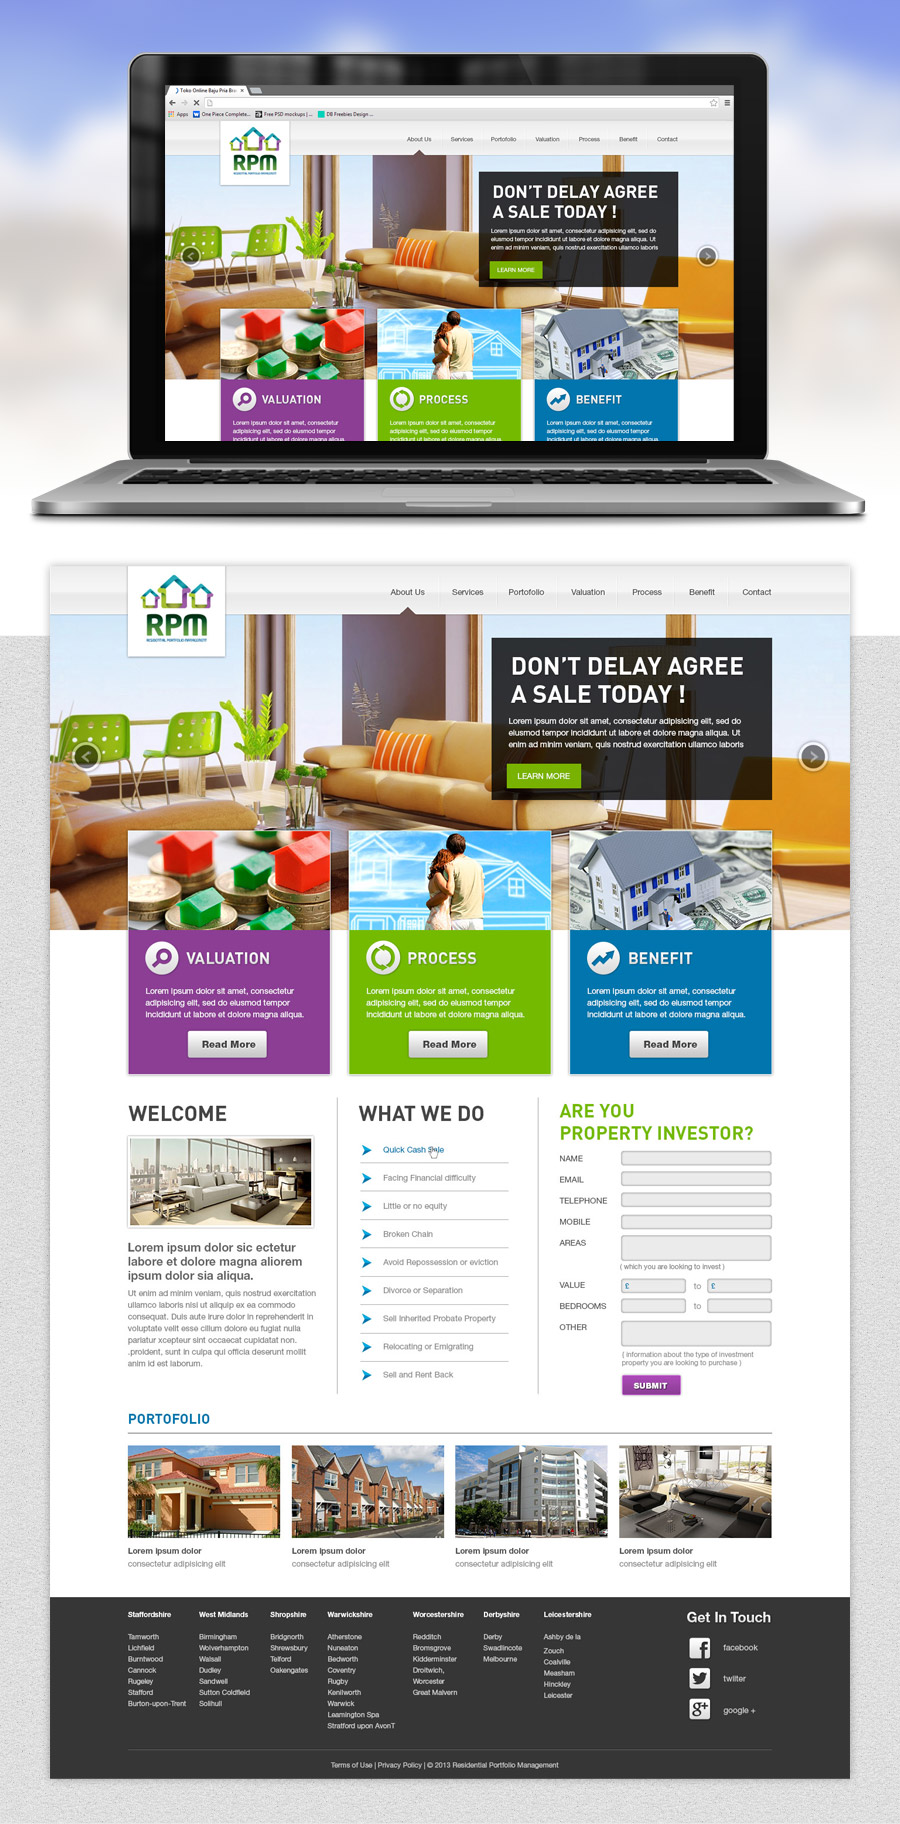 Toko Online Baju Pria Bra
Apps One Piece Complete... Free PSD mockups |... DB Freebies Design ...
RPM
RESIDENTIAL PORTFOLIO MANAGEMENT
About Us Services Portofolio Valuation Process Benefit Contact
DON'T DELAY AGREE
A SALE TODAY !
Lorem ipsum dolor sit amet, consectetur adipisicing elit, sed do
eiusmod tempor incididunt ut labore et dolore magna aliqua. Ut
enim ad minim veniam, quis nostrud exercitation ullamco laboris
LEARN MORE
VALUATION
Lorem ipsum dolor sit amet, consectetur
adipiscing elit, sed do eiusmod tempor
incididunt ut labore et dolore magna aliqua.
PROCESS
Lorem ipsum dolor sit amet, consectetur
adipiscing elit, sed do eiusmod tempor
incididunt ut labore et dolore magna aliqua.
BENEFIT
Lorem ipsum dolor sit amet, consectetur
adipiscing elit, sed do eiusmod tempor
incididunt ut labore et dolore magna aliqua.
RPM
RESIDENTIAL PORTFOLIO MANAGEMENT
About Us Services Portofolio Valuation Process Benefit Contact
DON'T DELAY AGREE
A SALE TODAY !
Lorem ipsum dolor sit amet, consectetur adipisicing elit, sed do
eiusmod tempor incididunt ut labore et dolore magna aliqua. Ut
enim ad minim veniam, quis nostrud exercitation ullamco laboris
LEARN MORE
VALUATION
Lorem ipsum dolor sit amet, consectetur
adipiscing elit, sed do eiusmod tempor
incididunt ut labore et dolore magna aliqua.
Read More
PROCESS
Lorem ipsum dolor sit amet, consectetur
adipiscing elit, sed do eiusmod tempor
incididunt ut labore et dolore magna aliqua.
Read More
BENEFIT
Lorem ipsum dolor sit amet, consectetur
adipiscing elit, sed do eiusmod tempor
incididunt ut labore et dolore magna aliqua.
Read More
WELCOME
Lorem ipsum dolor sic ectetur
labore et dolore magna aliorem
ipsum dolor sia aliqua.
Ut enim ad minim veniam, quis nostrud exercitation
ullamco laboris nisi ut aliquip ex ea commodo
consequat. Duis aute irure dolor in reprehenderit in
voluptate velit esse cillum dolore eu fugiat nulla
pariatur xcepteur sint occaecat cupidatat non.
.proident, sunt in culpa qui officia deserunt mollit
anim id est laborum.
WHAT WE DO
Quick Cash Sale
Facing Financial difficulty
Little or no equity
Broken Chain
Avoid Repossession or eviction
Divorce or Separation
Sell Inherited Probate Property
Relocating or Emigrating
Sell and Rent Back
ARE YOU
PROPERTY INVESTOR?
NAME
EMAIL
TELEPHONE
MOBILE
AREAS
( which you are looking to invest )
VALUE £ to £
BEDROOMS to
OTHER
( information about the type of investment
property you are looking to purchase )
SUBMIT
PORTOFOLIO
Lorem ipsum dolor
consectetur adipisicing elit
Lorem ipsum dolor
consectetur adipisicing elit
Lorem ipsum dolor
consectetur adipisicing elit
Lorem ipsum dolor
consectetur adipisicing elit
Staffordshire
Tamworth
Lichfield
Burntwood
Cannock
Rugeley
Stafford
Burton-upon-Trent
West Midlands
Birmingham
Wolverhampton
Walsall
Dudley
Sandwell
Sutton Coldfield
Solihull
Shropshire
Bridgnorth
Shrewsbury
Telford
Oakengates
Warwickshire
Atherstone
Nuneaton
Bedworth
Coventry
Rugby
Kenilworth
Warwick
Leamington Spa
Stratford upon AvonT
Worcestershire
Redditch
Bromsgrove
Kidderminster
Droitwich,
Worcester
Great Malvern
Derbyshire
Derby
Swadlincote
Melbourne
Leicestershire
Ashby de la
Zouch
Coalville
Measham
Hinckley
Leicester
Get In Touch
facebook
twiiter
google +
Terms of Use | Privacy Policy | © 2013 Residential Portfolio Management